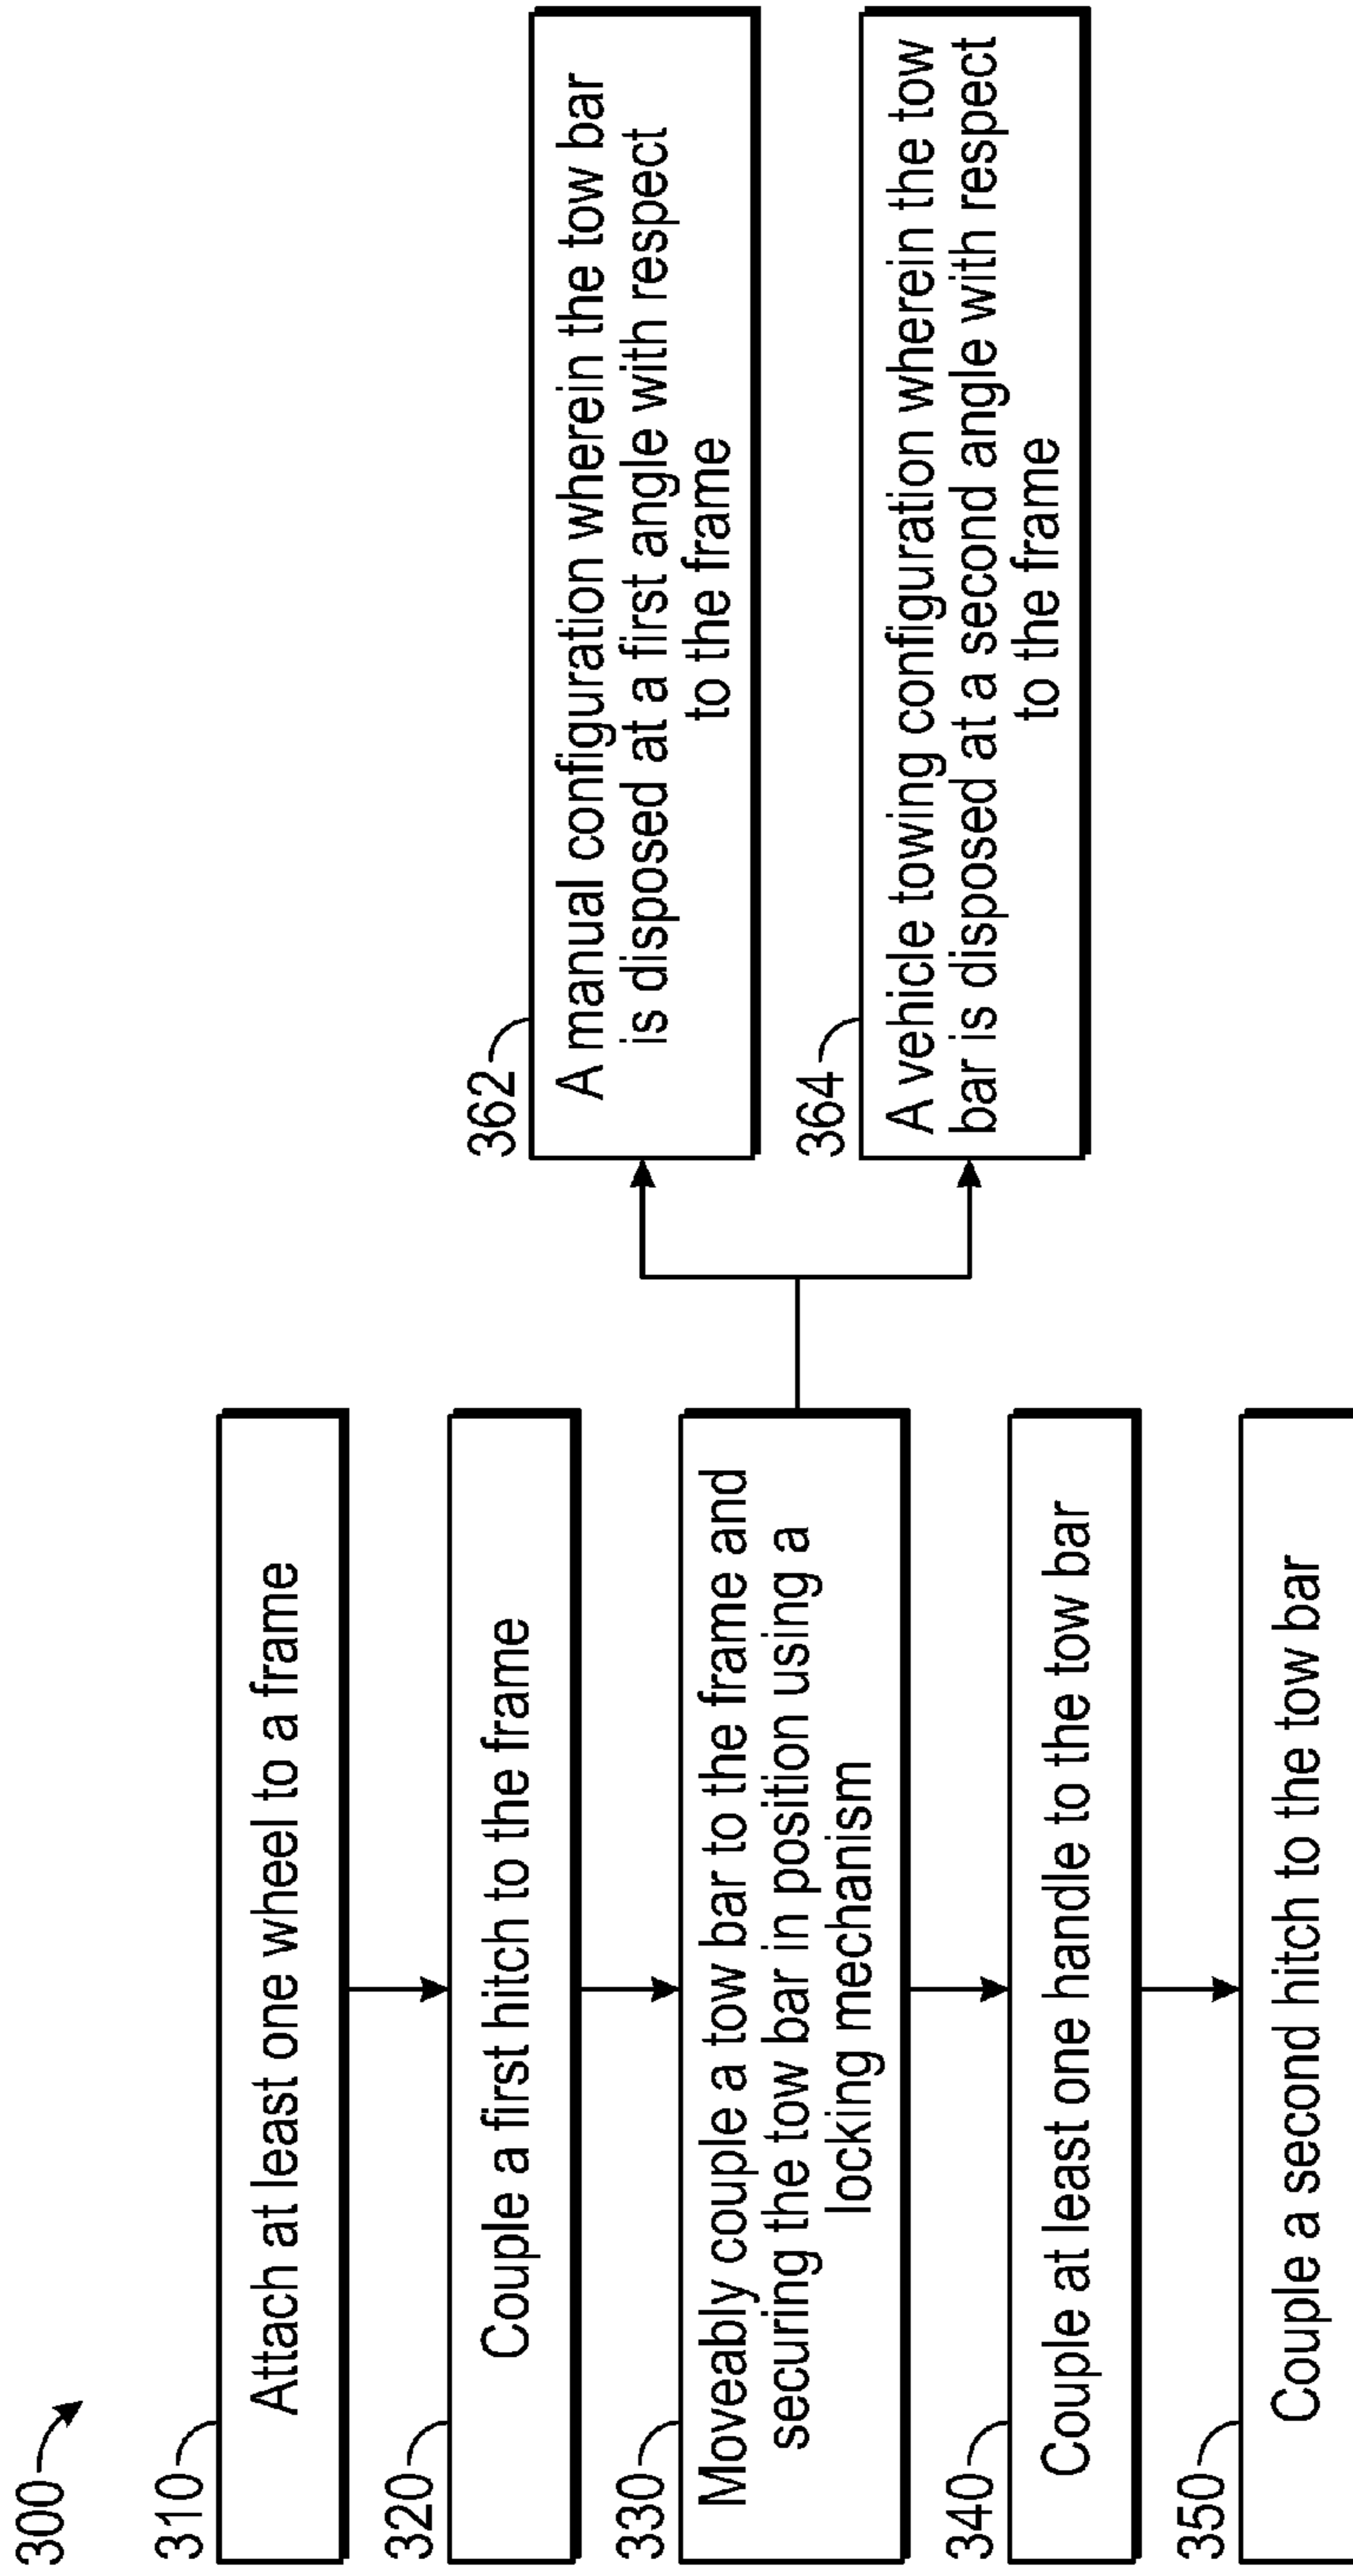 300
310
Attach at least one wheel to a frame
320
Couple a first hitch to the frame
330
Moveably couple a tow bar to the frame and
securing the tow bar in position using a
locking mechanism
340
Couple at least one handle to the tow bar
350
Couple a second hitch to the tow bar
362
A manual configuration wherein the tow bar
is disposed at a first angle with respect
to the frame
364
A vehicle towing configuration wherein the tow
bar is disposed at a second angle with respect
to the frame